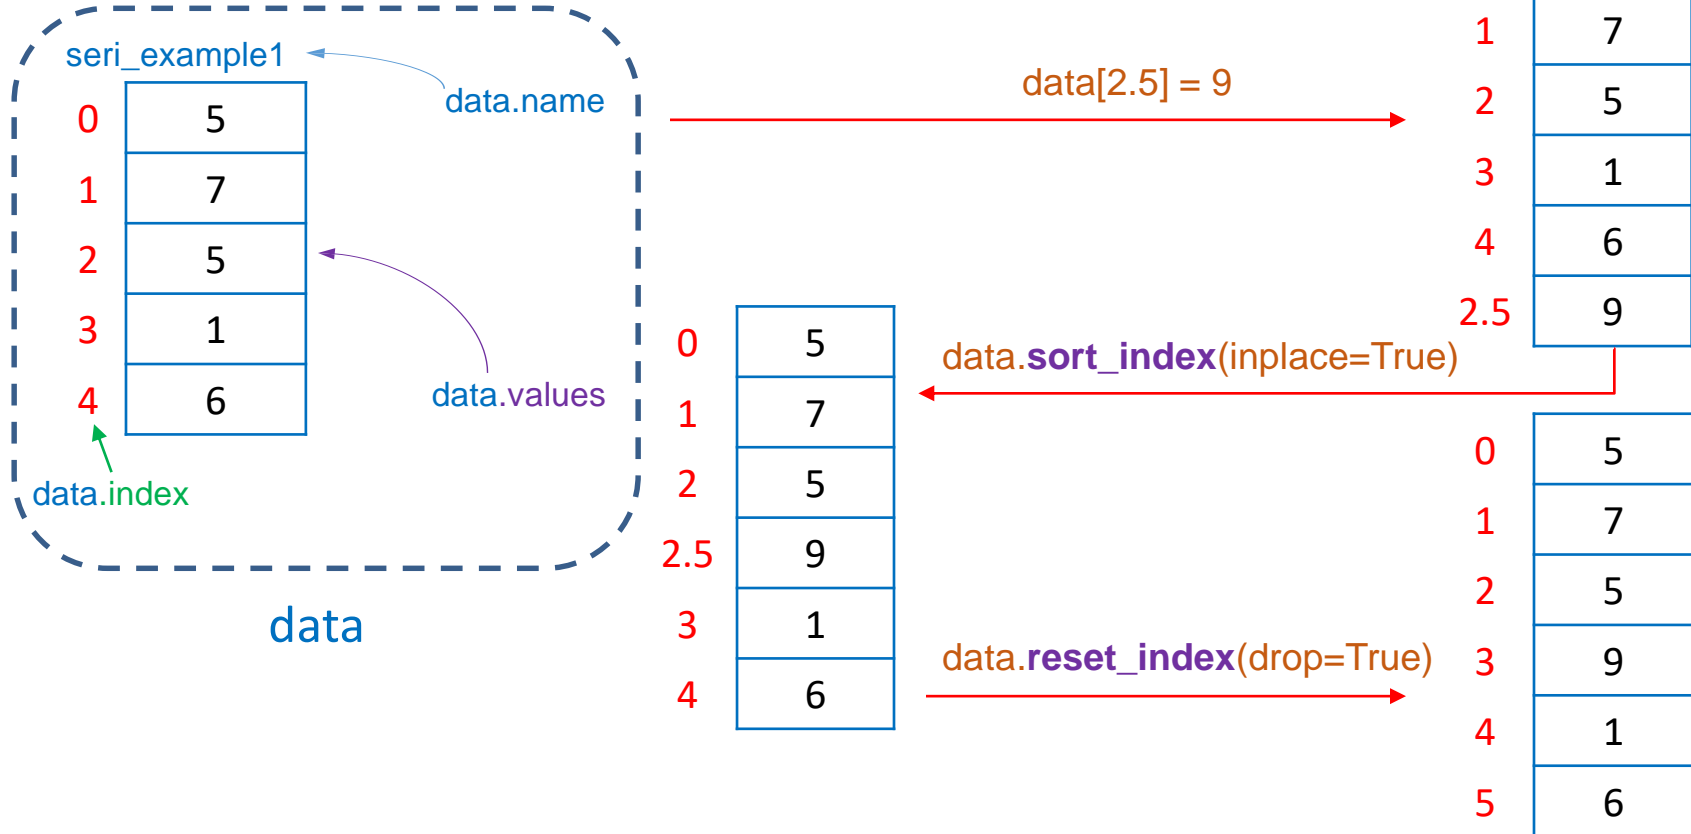 seri_example1
data.name
0 5
1 7
2 5
3 1
4 6
data.values
data.index
data
data[2.5] = 9
1 7
2 5
3 1
4 6
2.5 9
data.sort_index(inplace=True)
0 5
1 7
2 5
2.5 9
3 1
4 6
data.reset_index(drop=True)
0 5
1 7
2 5
3 9
4 1
5 6